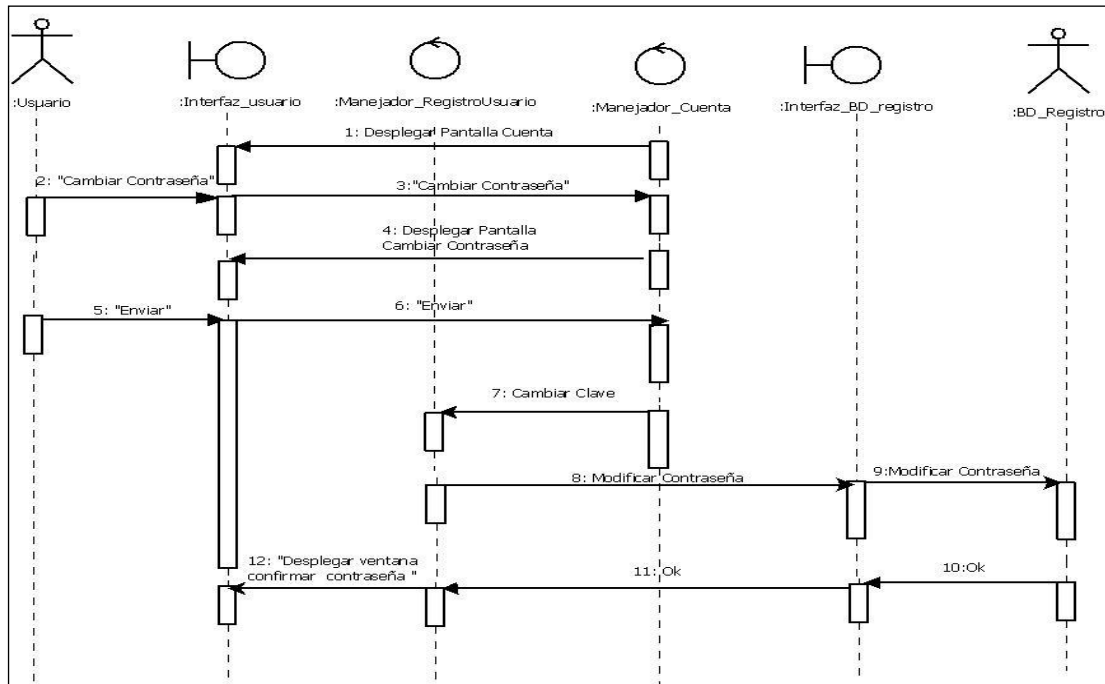 :Usuario
:Interfaz_usuario
:Manejador_RegistroUsuario
:Manejador_Cuenta
:Interfaz_BD_registro
:BD_Registro
1: Desplegar Pantalla Cuenta
2: "Cambiar Contraseña"
3:"Cambiar Contraseña"
4: Desplegar Pantalla
Cambiar Contraseña
5: "Enviar"
6: "Enviar"
7: Cambiar Clave
8: Modificar Contraseña
9:Modificar Contraseña
10:Ok
11: Ok
12: "Desplegar ventana
confirmar contraseña "